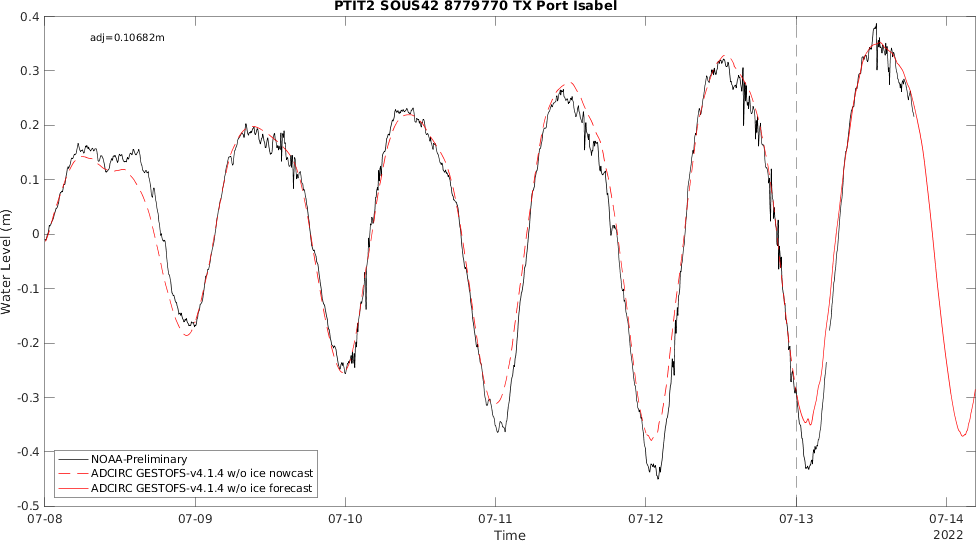 PTIT2 SOUS42 8779770 TX Port Isabel
adj=0.10682m
0.4
0.3
0.2
0.1
0
-0.1
-0.2
-0.3
-0.4
-0.5
Water Level (m)
NOAA-Preliminary
ADCIRC GESTOFS-v4.1.4 w/o ice nowcast
ADCIRC GESTOFS-v4.1.4 w/o ice forecast
07-08 07-09 07-10 07-11 07-12 07-13 07-14
Time 2022